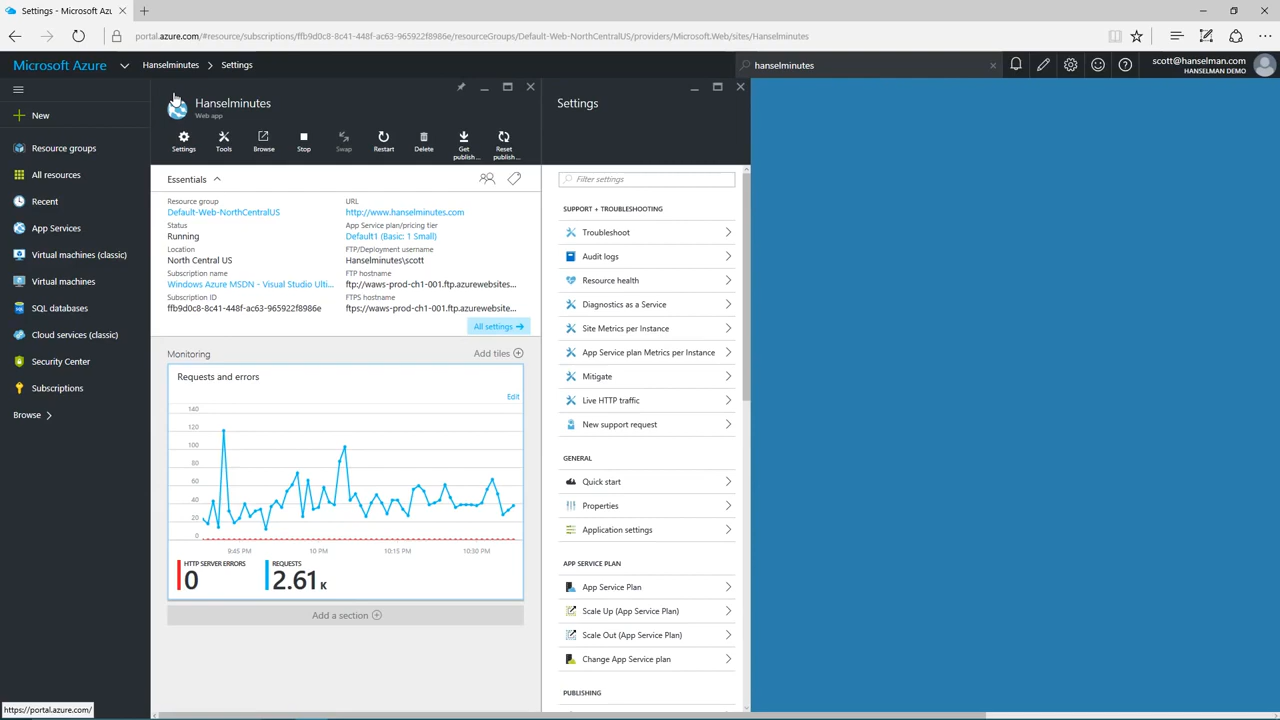 Settings - Microsoft Az
portal.azure.com/#resource/subscriptions/ffb9d0c8-8c41-448f-ac63-965922f8986e/resourceGroups/Default-Web-NorthCentralUS/providers/Microsoft.Web/sites/Hanselminutes
Microsoft Azure
Hanselminutes > Settings
hanselminutes
scott@hanselman.com
HANSELMAN DEMO
New
Resource groups
All resources
Recent
App Services
Virtual machines (classic)
Virtual machines
SQL databases
Cloud services (classic)
Security Center
Subscriptions
Browse >
https://portal.azure.com/
Hanselminutes
Web app
Settings
Tools
Browse
Stop
Swap
Restart
Delete
Get publish...
Reset publish...
Essentials
Resource group
Default-Web-NorthCentralUS
Status
Running
Location
North Central US
Subscription name
Windows Azure MSDN - Visual Studio Ulti...
Subscription ID
ffb9d0c8-8c41-448f-ac63-965922f8986e
URL
http://www.hanselminutes.com
App Service plan/pricing tier
Default1 (Basic: 1 Small)
FTP/Deployment username
Hanselminutes\scott
FTP hostname
ftp://waws-prod-ch1-001.ftp.azurewebsites...
FTPS hostname
ftps://waws-prod-ch1-001.ftp.azurewebsite...
All settings →
Monitoring
Add tiles
Requests and errors
Edit
140
120
100
80
60
40
20
0
9:45 PM
10 PM
10:15 PM
10:30 PM
HTTP SERVER ERRORS
0
REQUESTS
2.61 K
Add a section
Settings
Filter settings
SUPPORT + TROUBLESHOOTING
Troubleshoot
Audit logs
Resource health
Diagnostics as a Service
Site Metrics per Instance
App Service plan Metrics per Instance
Mitigate
Live HTTP traffic
New support request
GENERAL
Quick start
Properties
Application settings
APP SERVICE PLAN
App Service Plan
Scale Up (App Service Plan)
Scale Out (App Service Plan)
Change App Service plan
PUBLISHING